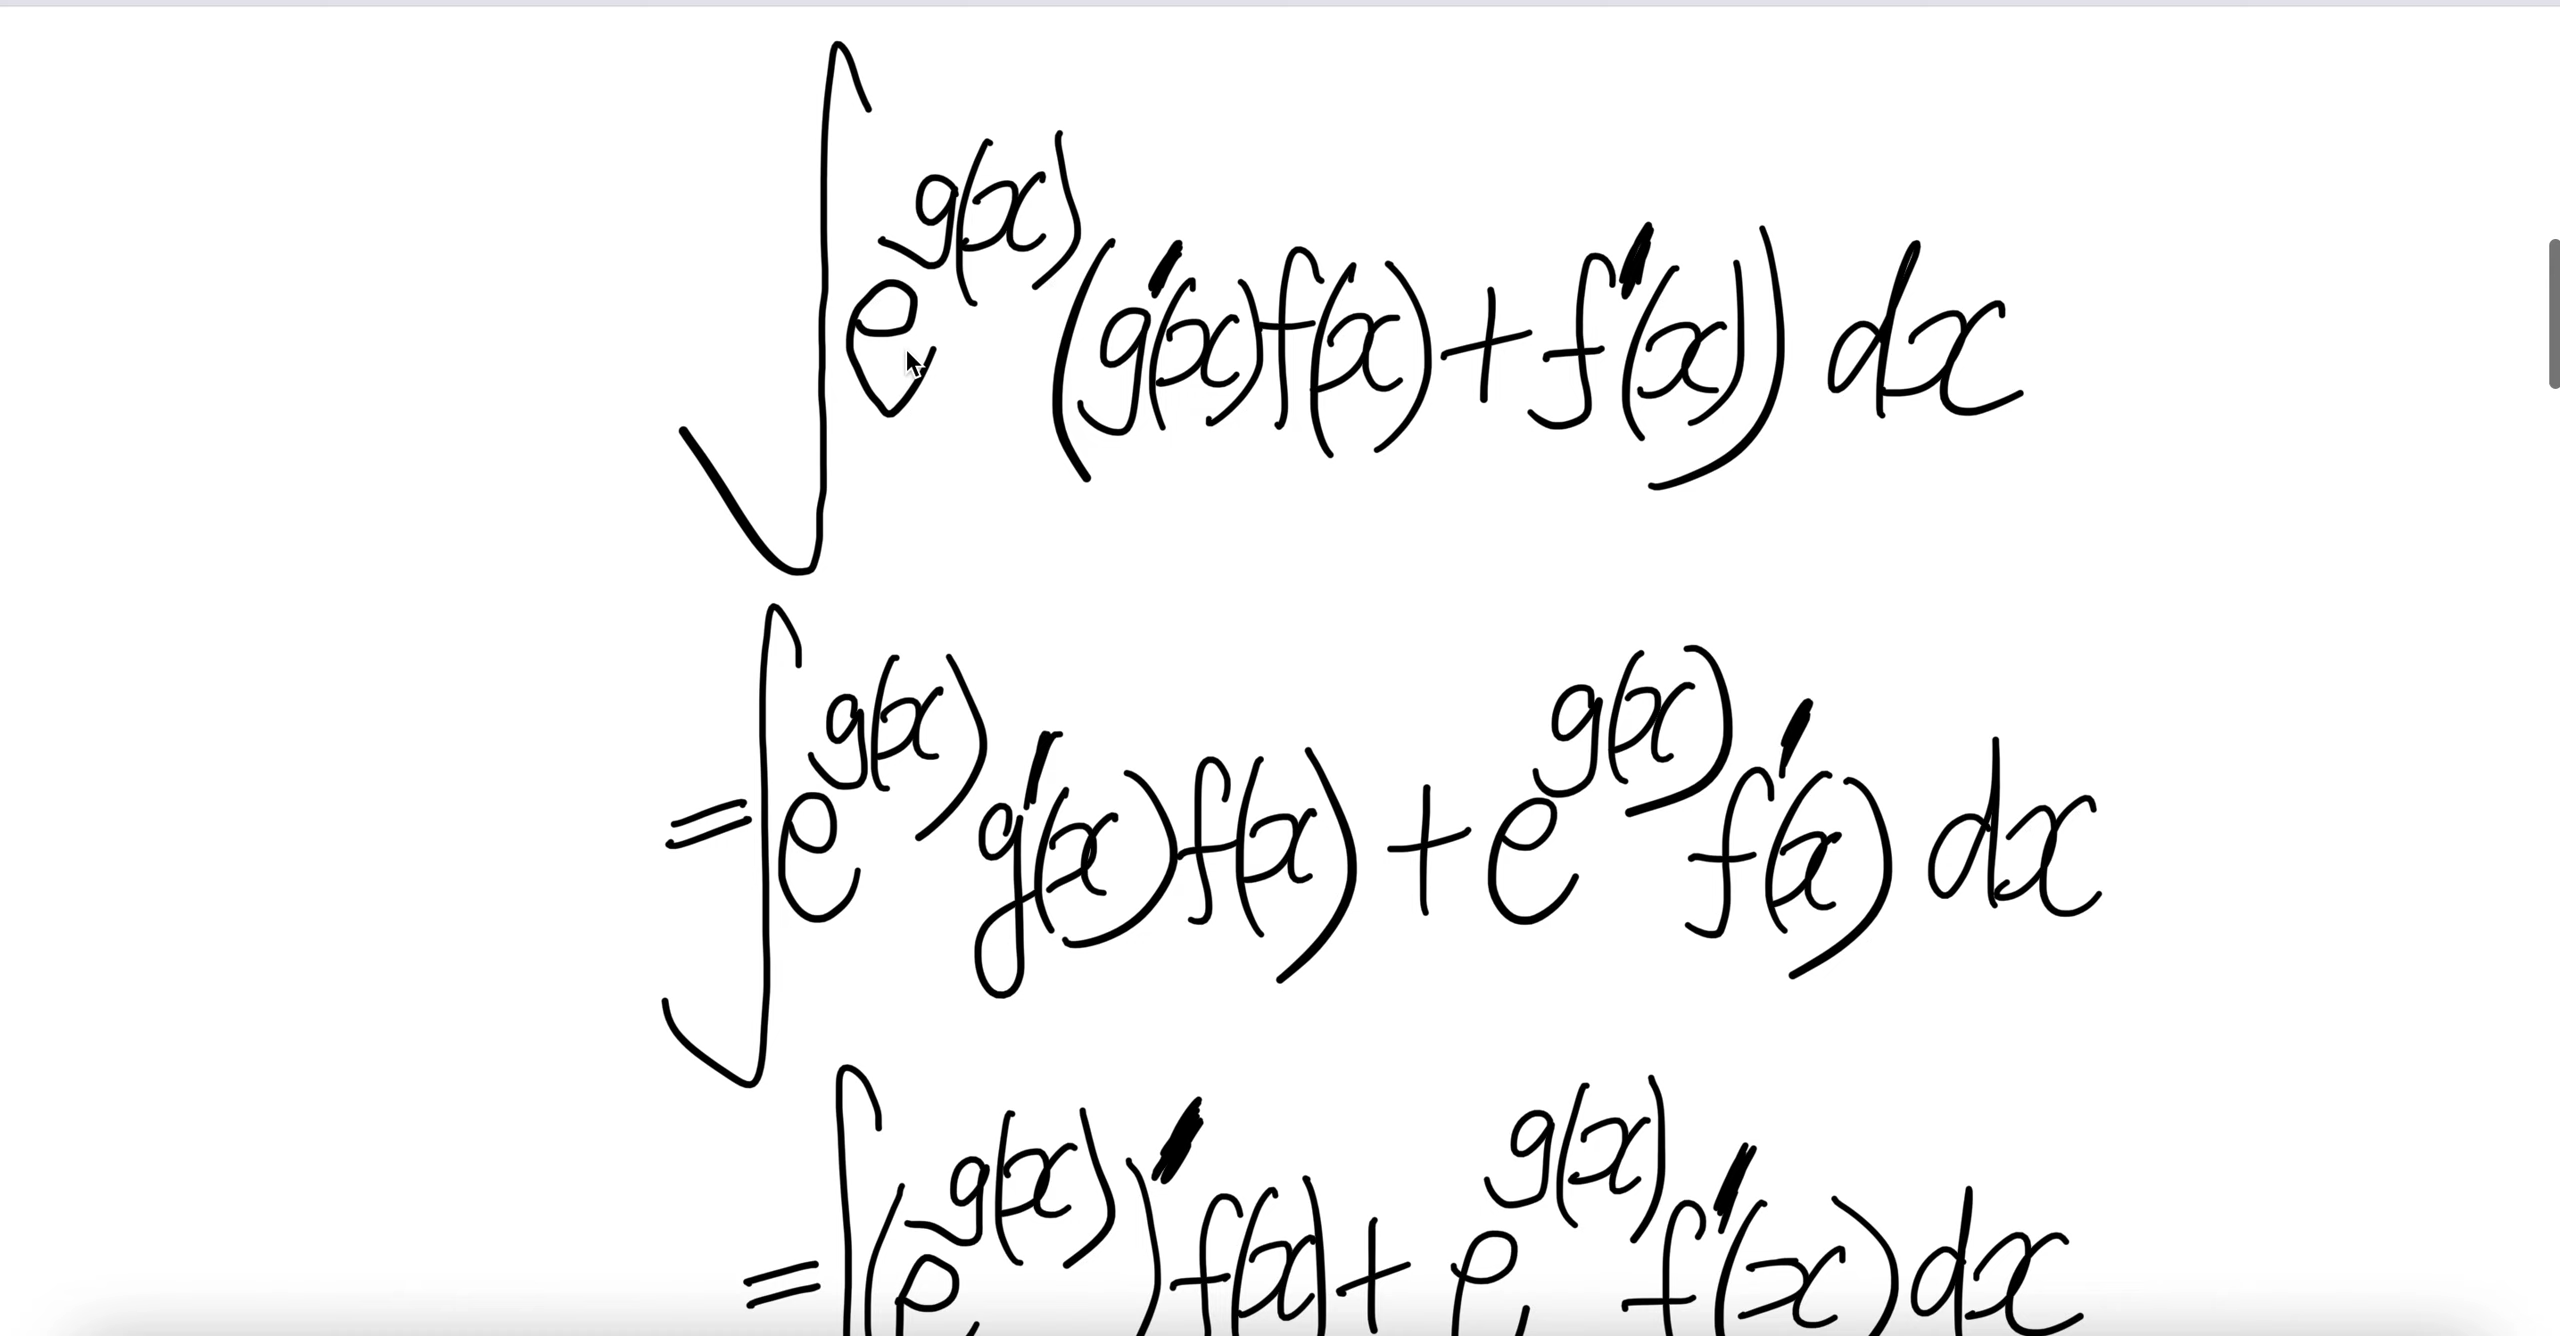 ∫ e^{g(x)} (g'(x)f(x) + f'(x)) dx
= ∫ e^{g(x)} g'(x)f(x) + e^{g(x)} f'(x) dx
= ∫ (e^{g(x)})' f(x) + e^{g(x)} f'(x) dx